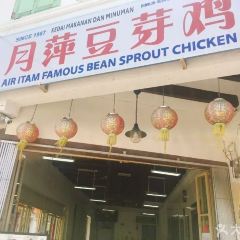 SINCE 1967 KEDAI MAKANAN DAN MINUMAN
月萍豆芽鸡
AIR ITAM FAMOUS BEAN SPROUT CHICKEN